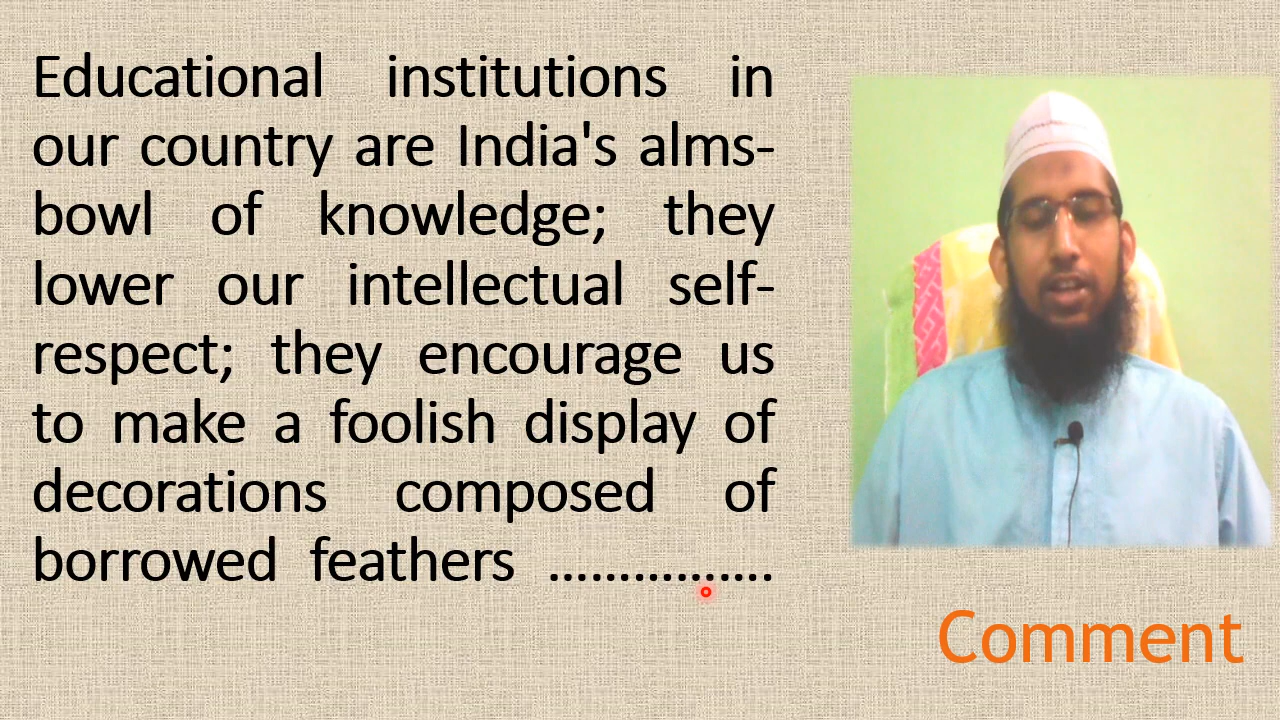 Educational institutions in
our country are India's alms-
bowl of knowledge; they
lower our intellectual self-
respect; they encourage us
to make a foolish display of
decorations composed of
borrowed feathers …………….
Comment